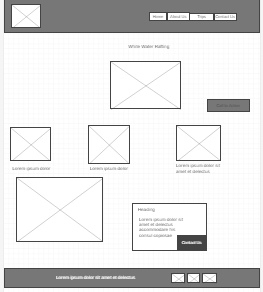 Home About Us Trips Contact Us
White Water Rafting
Lorem ipsum dolor
Lorem ipsum dolor
Lorem ipsum dolor sit
amet et delectus
Heading
Lorem ipsum dolor sit
amet et delectus
accommodare his
consul copiosae
Contact Us
Lorem ipsum dolor sit amet et delectus